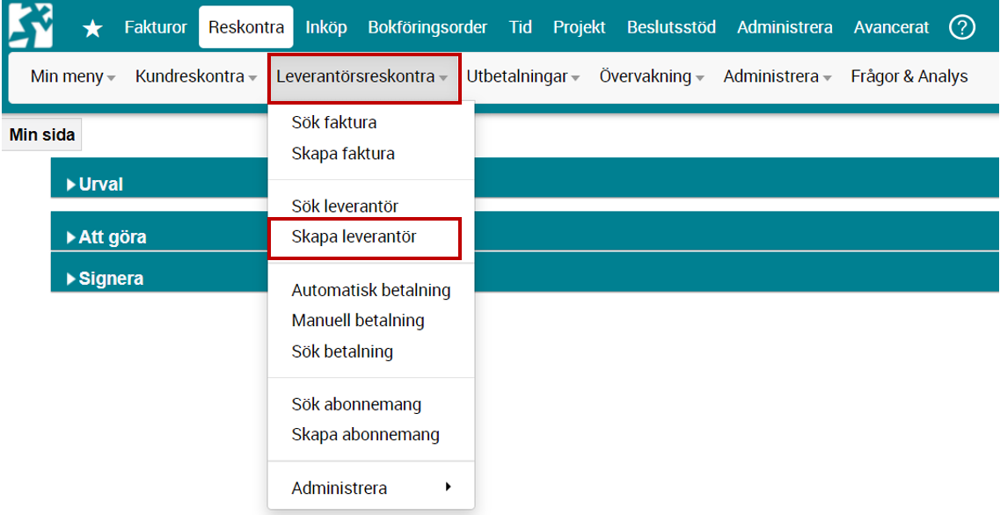 Fakturor Reskontra Inköp Bokföringsorder Tid Projekt Beslutsstöd Administrera Avancerat ?
Min meny Kundreskontra Leverantörsreskontra Utbetalningar Övervakning Administrera Frågor & Analys
Min sida
Sök faktura
Skapa faktura
Urval
Sök leverantör
Skapa leverantör
Att göra
Signera
Automatisk betalning
Manuell betalning
Sök betalning
Sök abonnemang
Skapa abonnemang
Administrera